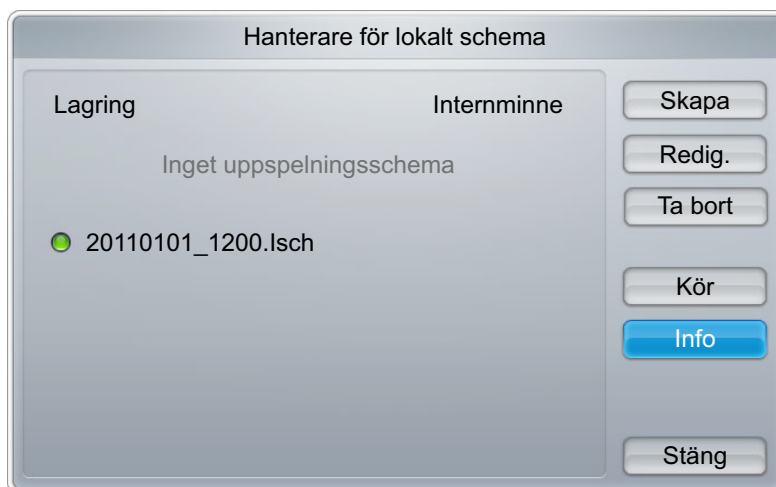 Hanterare för lokalt schema
Lagring Internminne
Inget uppspelningsschema
20110101_1200.lsch
Skapa
Redig.
Ta bort
Kör
Info
Stäng